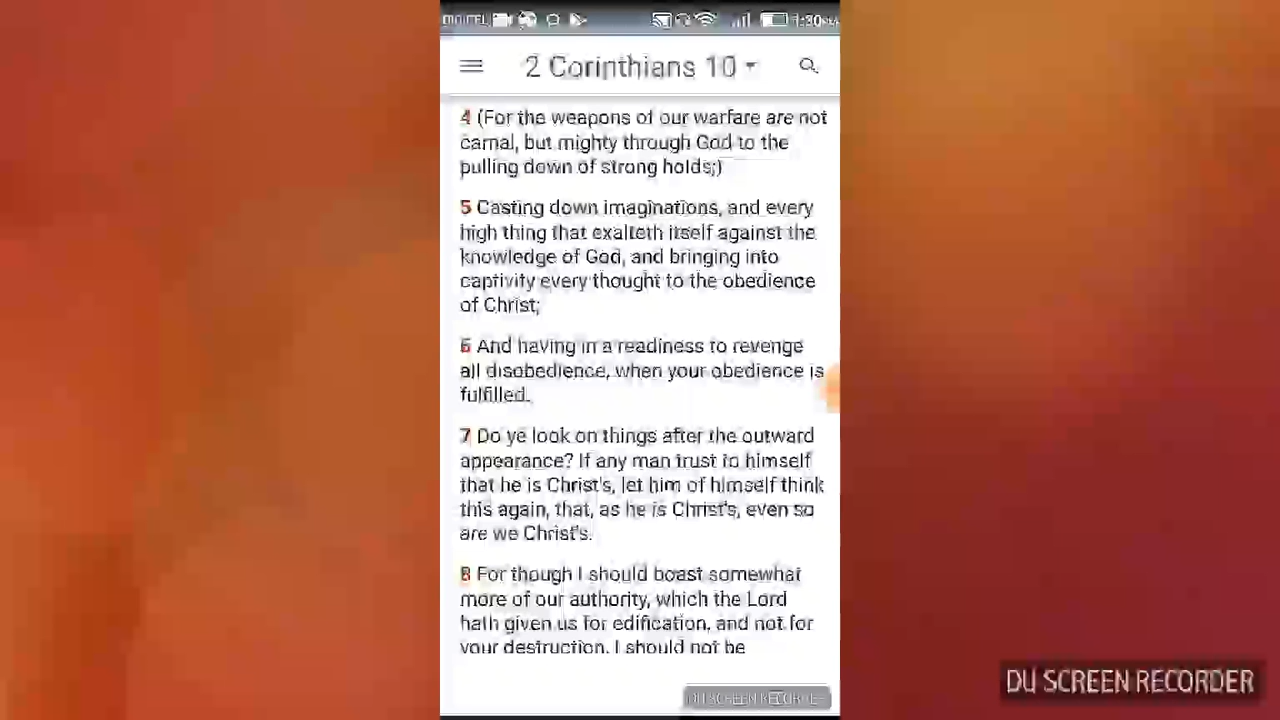 DIGICEL
1:30
2 Corinthians 10
4 (For the weapons of our warfare are not
carnal, but mighty through God to the
pulling down of strong holds;)
5 Casting down imaginations, and every
high thing that exalteth itself against the
knowledge of God, and bringing into
captivity every thought to the obedience
of Christ;
6 And having in a readiness to revenge
all disobedience, when your obedience is
fulfilled.
7 Do ye look on things after the outward
appearance? If any man trust to himself
that he is Christ's, let him of himself think
this again, that, as he is Christ's, even so
are we Christ's.
8 For though I should boast somewhat
more of our authority, which the Lord
hath given us for edification, and not for
your destruction, I should not be
DU SCREEN RECORDER
DU SCREEN RECORDER